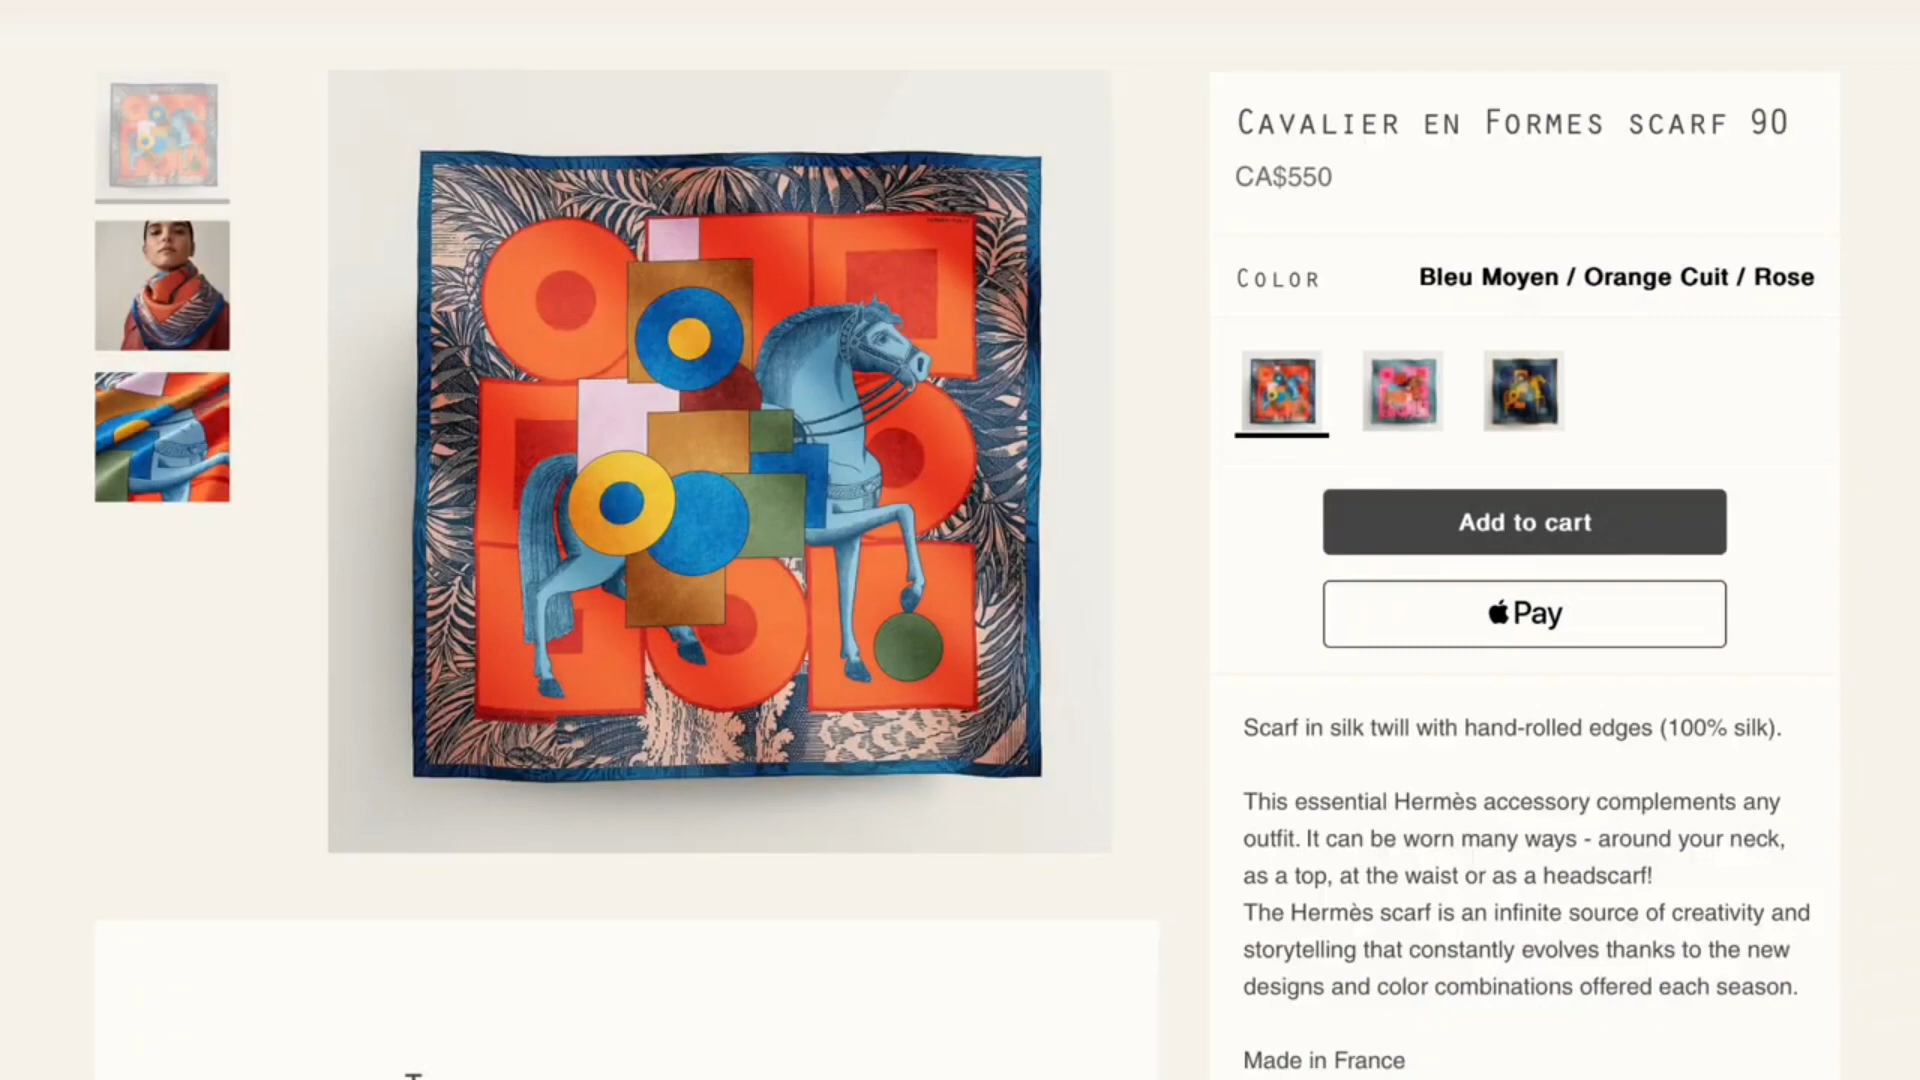 Cavalier en Formes scarf 90
CA$550
Color
Bleu Moyen / Orange Cuit / Rose
Add to cart
Pay
Scarf in silk twill with hand-rolled edges (100% silk).
This essential Hermès accessory complements any
outfit. It can be worn many ways - around your neck,
as a top, at the waist or as a headscarf!
The Hermès scarf is an infinite source of creativity and
storytelling that constantly evolves thanks to the new
designs and color combinations offered each season.
Made in France